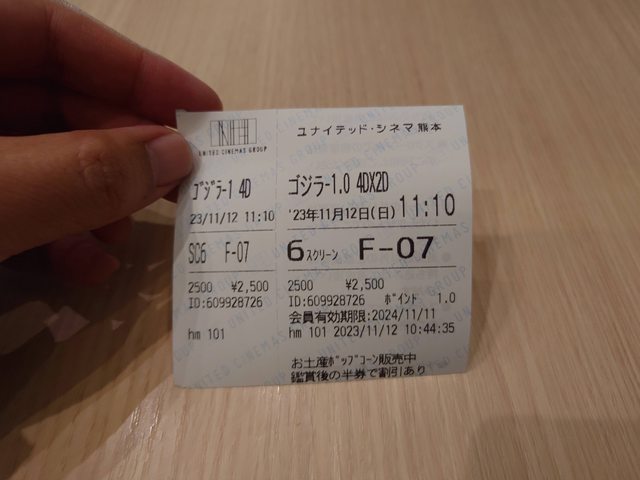 UNITED CINEMAS GROUP
ｺﾞｼﾞﾗ-1 4D
23/11/12 11:10
SC6 F-07
2500 ¥2,500
ID:609928726
hm 101
ユナイテッド・シネマ熊本
ゴジラ-1.0 4DX2D
'23年11月12日(日) 11:10
6スクリーン F-07
2500 ¥2,500
ID:609928726 ﾎﾟｲﾝﾄ 1.0
会員有効期限:2024/11/11
hm 101 2023/11/12 10:44:35
お土産ﾎﾟｯﾌﾟｺｰﾝ販売中
鑑賞後の半券で割引あり